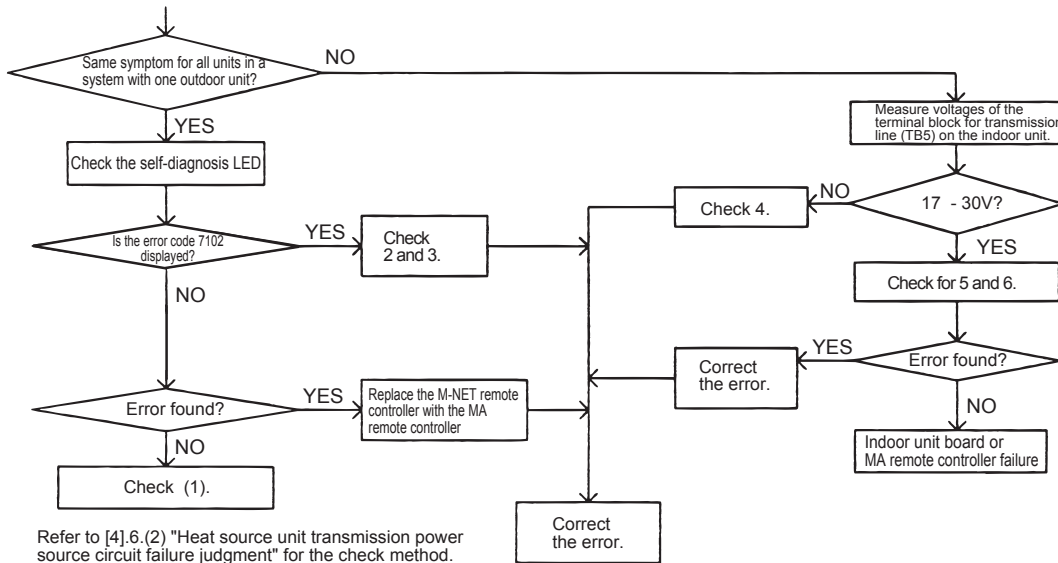 Same symptom for all units in a
system with one outdoor unit?
NO
YES
Check the self-diagnosis LED
Is the error code 7102
displayed?
YES
Check
2 and 3.
NO
Error found?
YES
Replace the M-NET remote
controller with the MA
remote controller
NO
Check (1).
Refer to [4].6.(2) "Heat source unit transmission power
source circuit failure judgment" for the check method.
Measure voltages of the
terminal block for transmission
line (TB5) on the indoor unit.
17 - 30V?
NO
Check 4.
YES
Check for 5 and 6.
Error found?
YES
Correct
the error.
NO
Indoor unit board or
MA remote controller failure
Correct
the error.